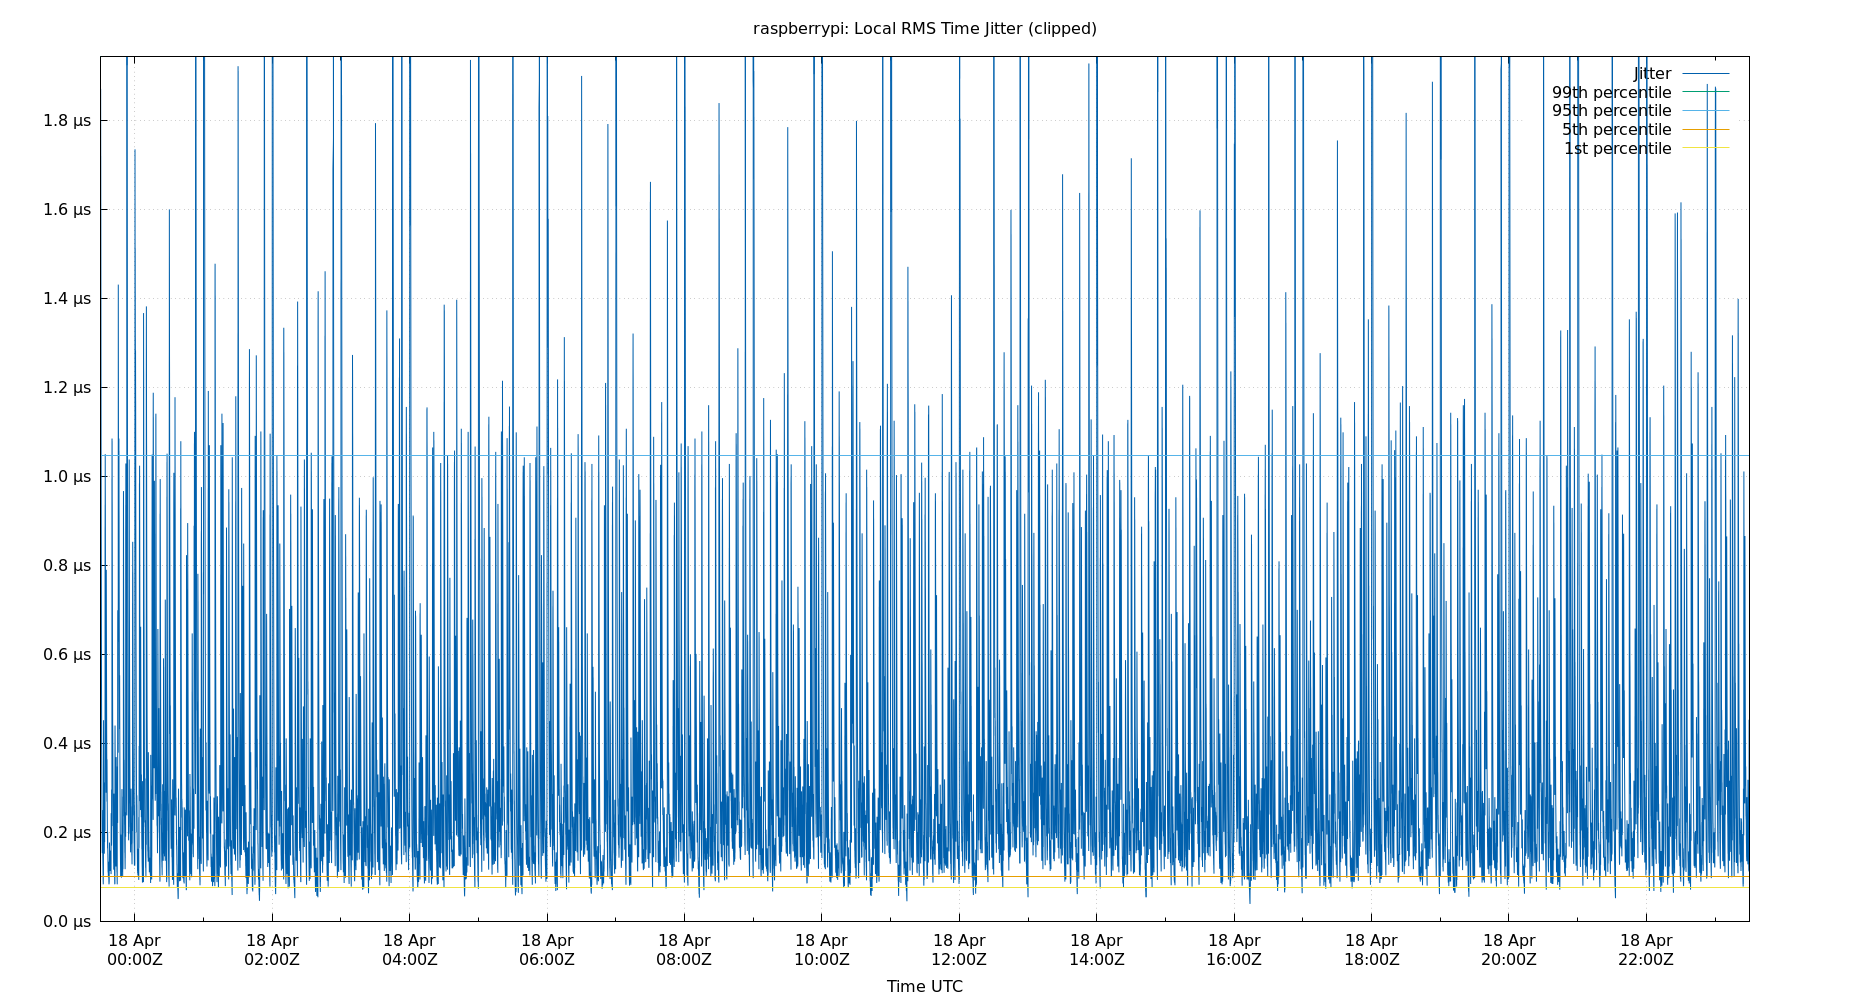 raspberrypi: Local RMS Time Jitter (clipped)
Jitter
99th percentile
95th percentile
5th percentile
1st percentile
1.8 μs
1.6 μs
1.4 μs
1.2 μs
1.0 μs
0.8 μs
0.6 μs
0.4 μs
0.2 μs
0.0 μs
18 Apr 18 Apr 18 Apr 18 Apr 18 Apr 18 Apr 18 Apr 18 Apr 18 Apr 18 Apr 18 Apr 18 Apr
00:00Z 02:00Z 04:00Z 06:00Z 08:00Z 10:00Z 12:00Z 14:00Z 16:00Z 18:00Z 20:00Z 22:00Z
Time UTC